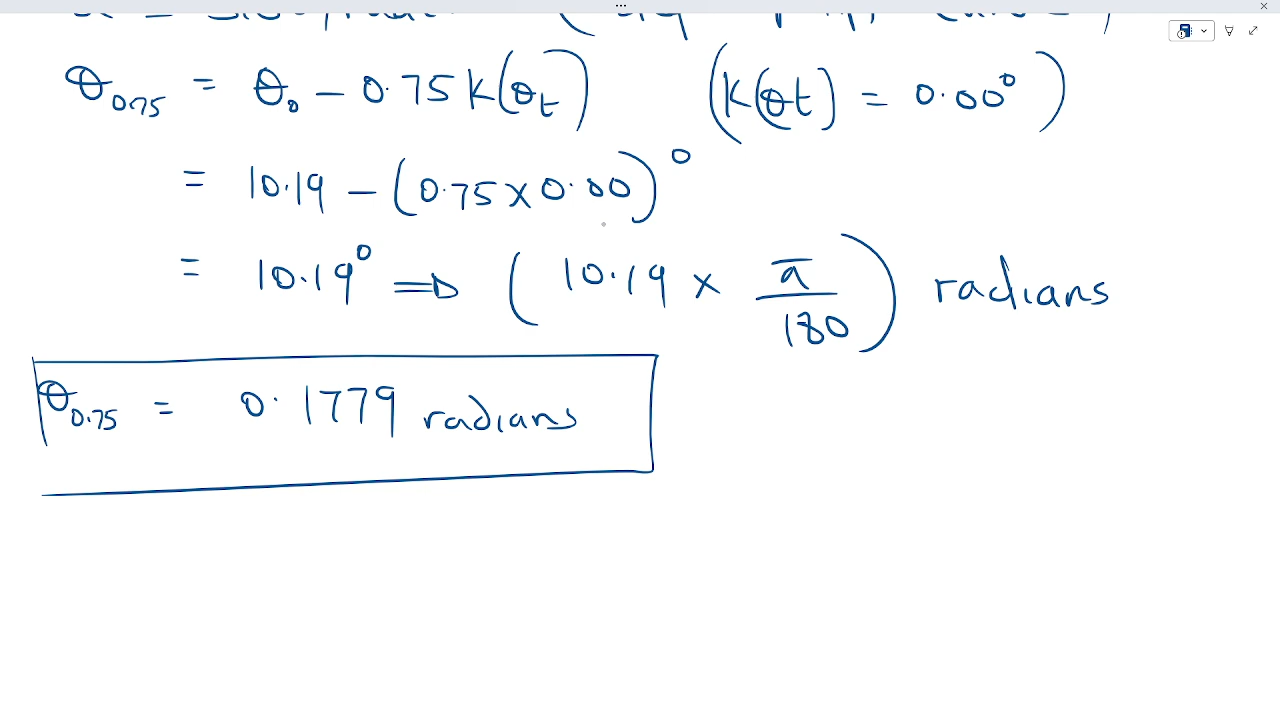 θ₀.₇₅ = θ₀ − 0.75 K(θt) (K(θt) = 0.00°)
= 10.19 − (0.75 × 0.00)°
= 10.19° ⇒ (10.19 × π/180) radians
θ₀.₇₅ = 0.1779 radians